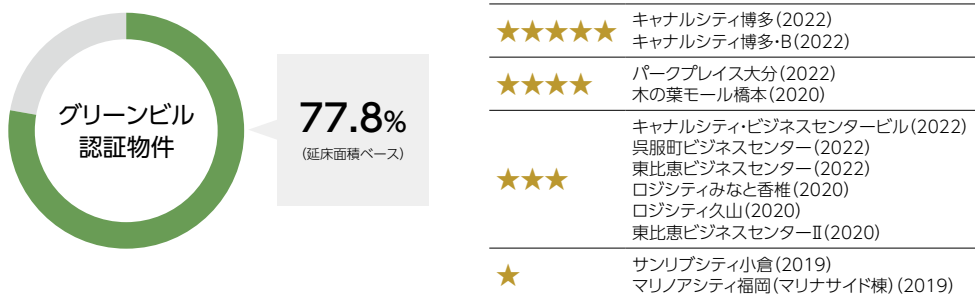 グリーンビル
認証物件
77.8%
(延床面積ベース)
★★★★★
キャナルシティ博多(2022)
キャナルシティ博多・B(2022)
★★★★
パークプレイス大分(2022)
木の葉モール橋本(2020)
★★★
キャナルシティ・ビジネスセンタービル(2022)
呉服町ビジネスセンター(2022)
東比恵ビジネスセンター(2022)
ロジシティみなと香椎(2020)
ロジシティ久山(2020)
東比恵ビジネスセンターⅡ(2020)
★
サンリブシティ小倉(2019)
マリノアシティ福岡(マリナサイド棟)(2019)